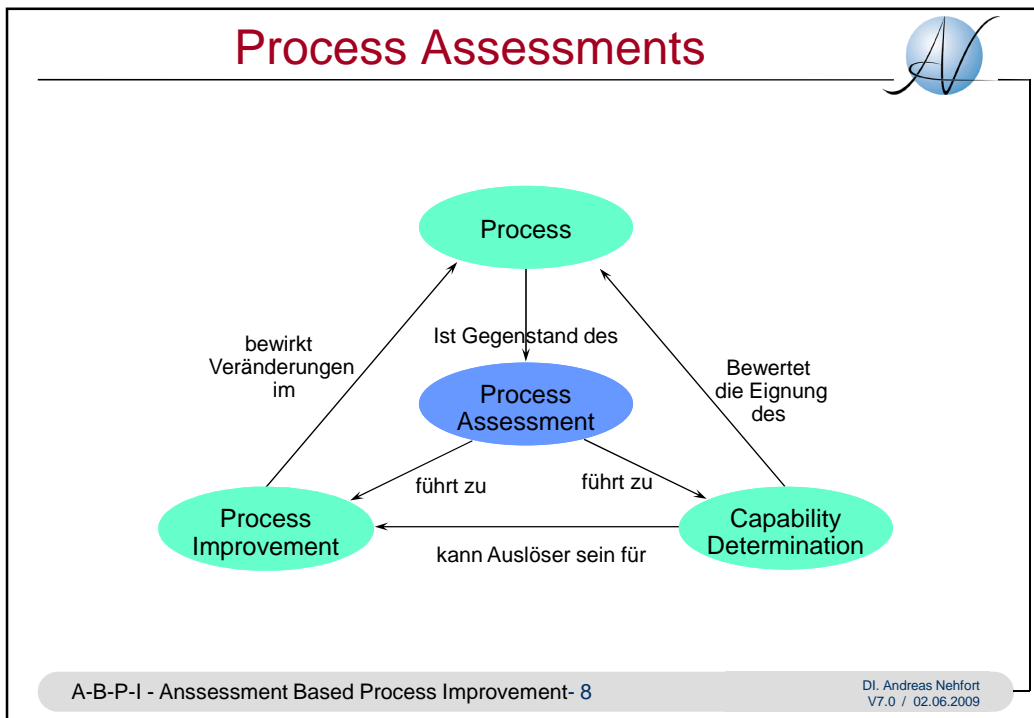 Process Assessments
Process
Ist Gegenstand des
bewirkt
Veränderungen
im
Bewertet
die Eignung
des
Process
Assessment
führt zu
führt zu
Process
Improvement
Capability
Determination
kann Auslöser sein für
A-B-P-I - Anssessment Based Process Improvement- 8
DI. Andreas Nehfort
V7.0 / 02.06.2009